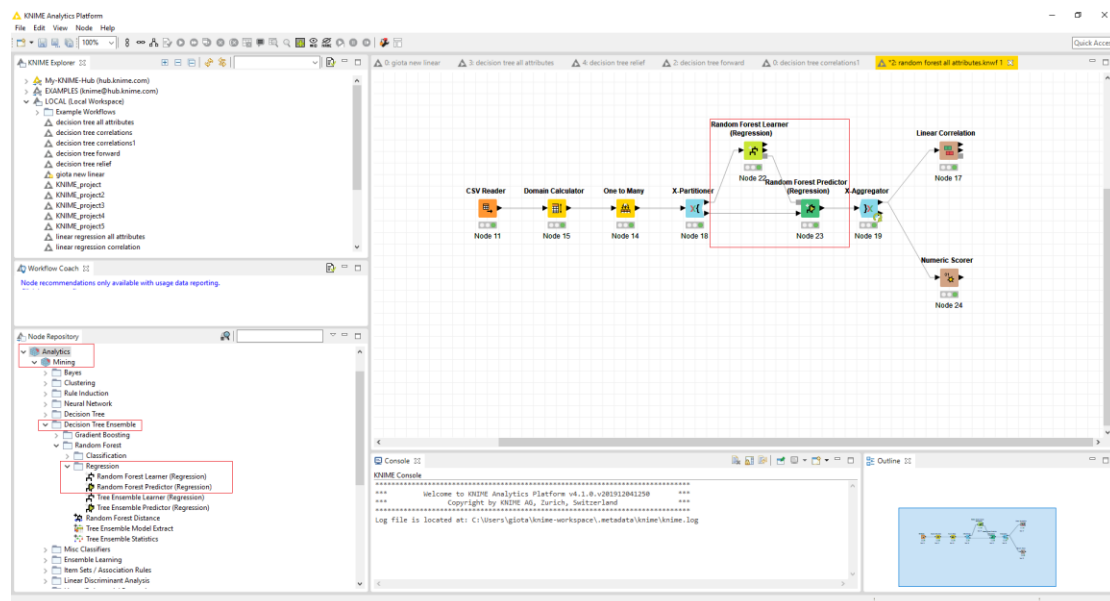 KNIME Analytics Platform
File Edit View Node Help
100%
Quick Acce
KNIME Explorer
My-KNIME-Hub (hub.knime.com)
EXAMPLES (knime@hub.knime.com)
LOCAL (Local Workspace)
Example Workflows
decision tree all attributes
decision tree correlations
decision tree correlations1
decision tree forward
decision tree relief
giota new linear
KNIME_project
KNIME_project2
KNIME_project3
KNIME_project4
KNIME_project5
linear regression all attributes
linear regression correlation
Workflow Coach
Node recommendations only available with usage data reporting.
Node Repository
Analytics
Mining
Bayes
Clustering
Rule Induction
Neural Network
Decision Tree
Decision Tree Ensemble
Gradient Boosting
Random Forest
Classification
Regression
Random Forest Learner (Regression)
Random Forest Predictor (Regression)
Tree Ensemble Learner (Regression)
Tree Ensemble Predictor (Regression)
Random Forest Distance
Tree Ensemble Model Extract
Tree Ensemble Statistics
Misc Classifiers
Ensemble Learning
Item Sets / Association Rules
Linear Discriminant Analysis
0: giota new linear 3: decision tree all attributes 4: decision tree relief 2: decision tree forward 0: decision tree correlations1 *2: random forest all attributes.knwf 1
Random Forest Learner
(Regression)
Node 22
Linear Correlation
Node 17
CSV Reader
Node 11
Domain Calculator
Node 15
One to Many
Node 14
X-Partitioner
Node 18
Random Forest Predictor
(Regression)
Node 23
X-Aggregator
Node 19
Numeric Scorer
Node 24
Console
KNIME Console
*** Welcome to KNIME Analytics Platform v4.1.0.v201912041250 ***
*** Copyright by KNIME AG, Zurich, Switzerland ***
Log file is located at: C:\Users\giota\knime-workspace\.metadata\knime\knime.log
Outline